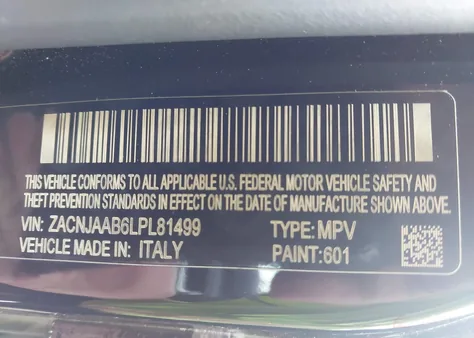 THIS VEHICLE CONFORMS TO ALL APPLICABLE U.S. FEDERAL MOTOR VEHICLE SAFETY AND
THEFT PREVENTION STANDARDS IN EFFECT ON THE DATE OF MANUFACTURE SHOWN ABOVE.
VIN: ZACNJAAB6LPL81499 TYPE: MPV
VEHICLE MADE IN: ITALY PAINT:601